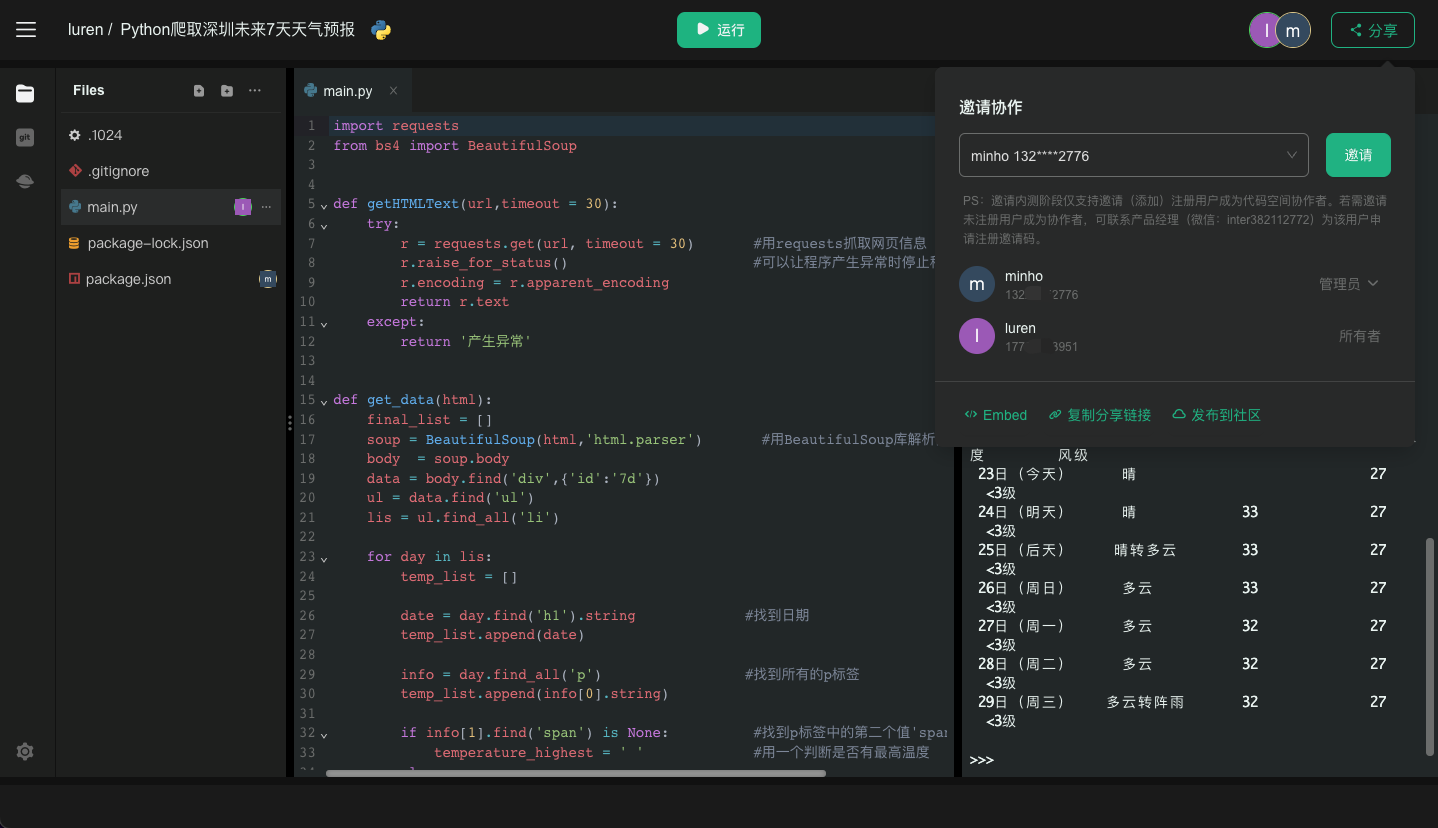 luren / Python爬取深圳未来7天天气预报
运行
l
m
分享
Files
.1024
.gitignore
main.py
l
package-lock.json
package.json
m
git
main.py
1 import requests
2 from bs4 import BeautifulSoup
3
4
5 def getHTMLText(url,timeout = 30):
6 try:
7 r = requests.get(url, timeout = 30) #用requests抓取网页信息
8 r.raise_for_status() #可以让程序产生异常时停止
9 r.encoding = r.apparent_encoding
10 return r.text
11 except:
12 return '产生异常'
13
14
15 def get_data(html):
16 final_list = []
17 soup = BeautifulSoup(html,'html.parser') #用BeautifulSoup库解析
18 body = soup.body
19 data = body.find('div',{'id':'7d'})
20 ul = data.find('ul')
21 lis = ul.find_all('li')
22
23 for day in lis:
24 temp_list = []
25
26 date = day.find('h1').string #找到日期
27 temp_list.append(date)
28
29 info = day.find_all('p') #找到所有的p标签
30 temp_list.append(info[0].string)
31
32 if info[1].find('span') is None: #找到p标签中的第二个值'span
33 temperature_highest = ' ' #用一个判断是否有最高温度
邀请协作
minho 132****2776
邀请
PS：邀请内测阶段仅支持邀请（添加）注册用户成为代码空间协作者。若需邀请
未注册用户成为协作者，可联系产品经理（微信：inter382112772）为该用户申
请注册邀请码。
m
minho
132 2776
管理员
l
luren
177 3951
所有者
Embed
复制分享链接
发布到社区
度 风级
23日（今天） 晴 27
<3级
24日（明天） 晴 33 27
<3级
25日（后天） 晴转多云 33 27
<3级
26日（周日） 多云 33 27
<3级
27日（周一） 多云 32 27
<3级
28日（周二） 多云 32 27
<3级
29日（周三） 多云转阵雨 32 27
<3级
>>>